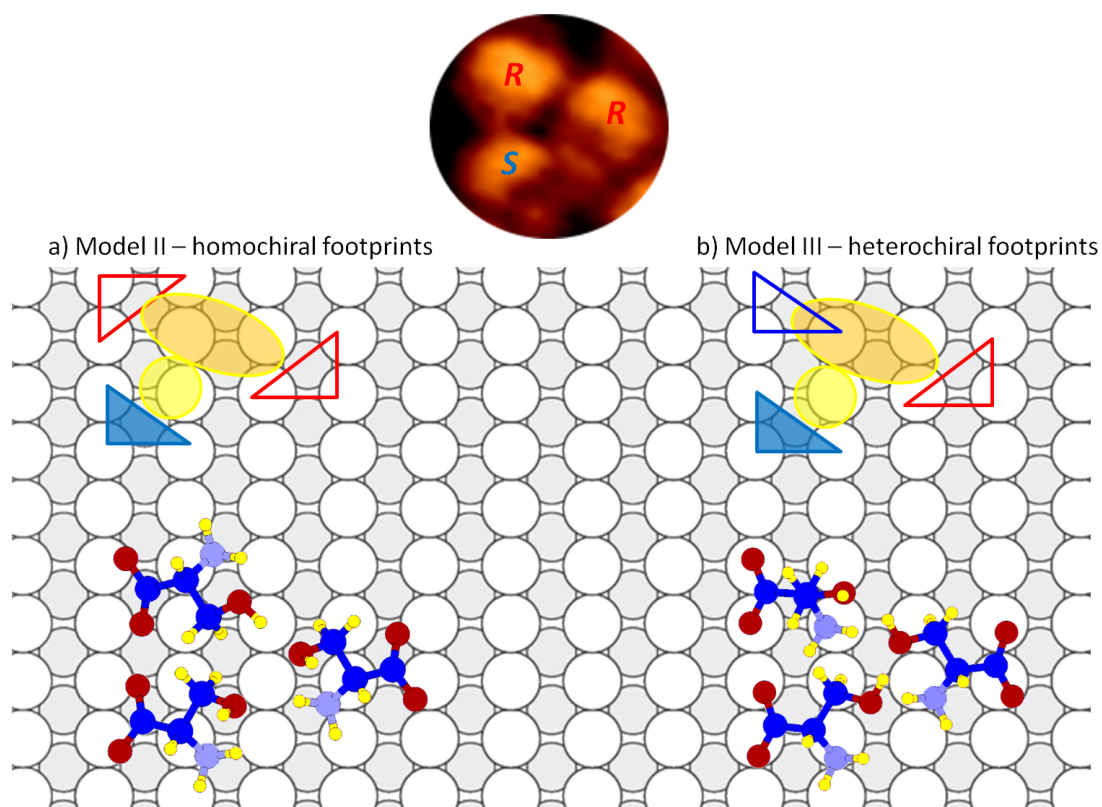 R
R
S
a) Model II – homochiral footprints
b) Model III – heterochiral footprints